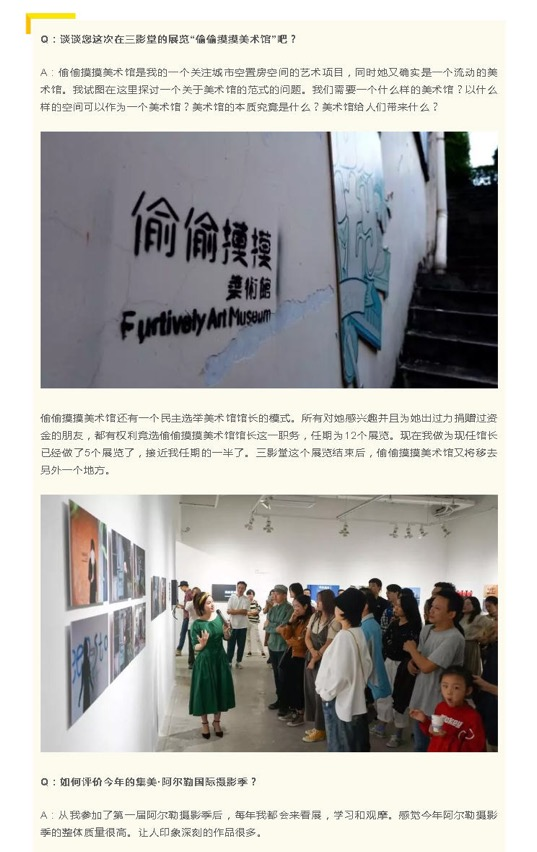 Q：谈谈您这次在三影堂的展览“偷偷摸摸美术馆”吧？
A：偷偷摸摸美术馆是我的一个关注城市空置房空间的艺术项目，同时她又确实是一个流动的美
术馆。我试图在这里探讨一个关于美术馆的范式的问题。我们需要一个什么样的美术馆？以什么
样的空间可以作为一个美术馆？美术馆的本质究竟是什么？美术馆给人们带来什么？
偷偷摸摸
美術館
Furtively Art Museum
偷偷摸摸美术馆还有一个民主选举美术馆馆长的模式。所有对她感兴趣并且为她出过力捐赠过资
金的朋友，都有权利竞选偷偷摸摸美术馆馆长这一职务，任期为12个展览。现在我做为现任馆长
已经做了5个展览了，接近我任期的一半了。三影堂这个展览结束后，偷偷摸摸美术馆又将移去
另外一个地方。
Q：如何评价今年的集美·阿尔勒国际摄影季？
A：从我参加了第一届阿尔勒摄影季后，每年我都会来看展，学习和观摩。感觉今年阿尔勒摄影
季的整体质量很高。让人印象深刻的作品很多。